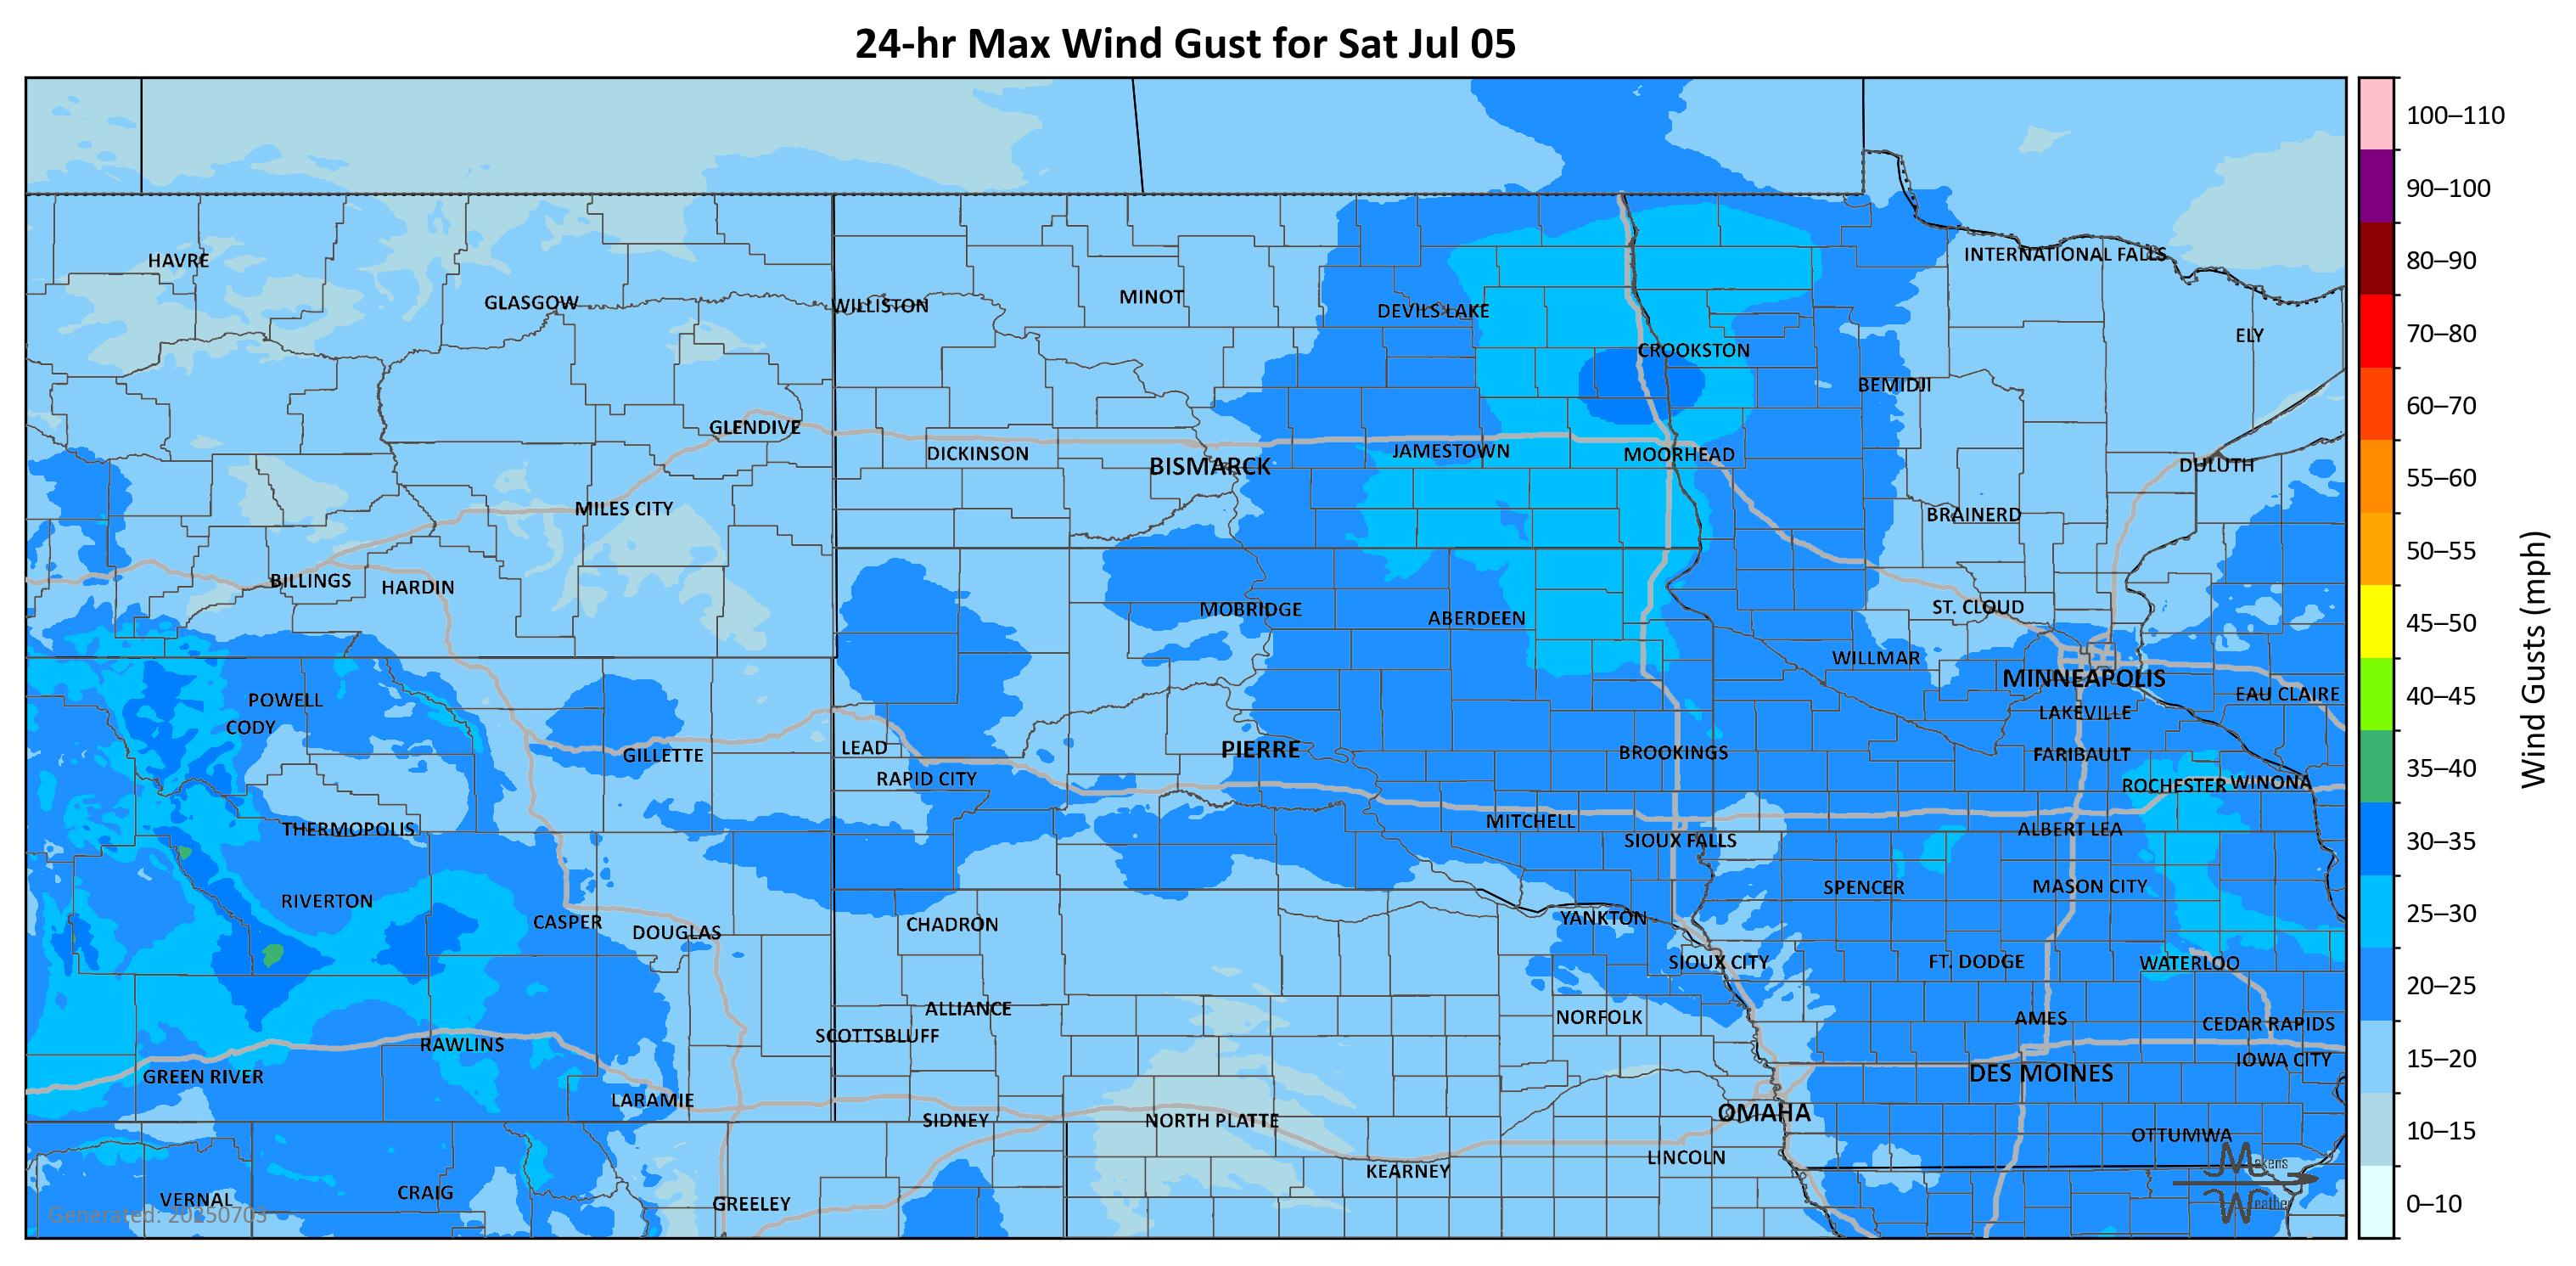 24-hr Max Wind Gust for Sat Jul 05
HAVRE
GLASGOW
WILLISTON
MINOT
DEVILS LAKE
CROOKSTON
INTERNATIONAL FALLS
ELY
BEMIDJI
GLENDIVE
DICKINSON
BISMARCK
JAMESTOWN
MOORHEAD
DULUTH
MILES CITY
BRAINERD
BILLINGS
HARDIN
MOBRIDGE
ABERDEEN
ST. CLOUD
WILLMAR
MINNEAPOLIS
EAU CLAIRE
POWELL
CODY
LAKEVILLE
GILLETTE
LEAD
PIERRE
BROOKINGS
FARIBAULT
RAPID CITY
ROCHESTER
WINONA
THERMOPOLIS
MITCHELL
SIOUX FALLS
ALBERT LEA
RIVERTON
CASPER
DOUGLAS
CHADRON
YANKTON
SPENCER
MASON CITY
SIOUX CITY
FT. DODGE
WATERLOO
ALLIANCE
SCOTTSBLUFF
NORFOLK
AMES
CEDAR RAPIDS
RAWLINS
GREEN RIVER
IOWA CITY
DES MOINES
LARAMIE
SIDNEY
NORTH PLATTE
OMAHA
OTTUMWA
LINCOLN
KEARNEY
VERNAL
CRAIG
GREELEY
Generated: 20250703
Makens
Weather
100–110
90–100
80–90
70–80
60–70
55–60
50–55
45–50
40–45
35–40
30–35
25–30
20–25
15–20
10–15
0–10
Wind Gusts (mph)